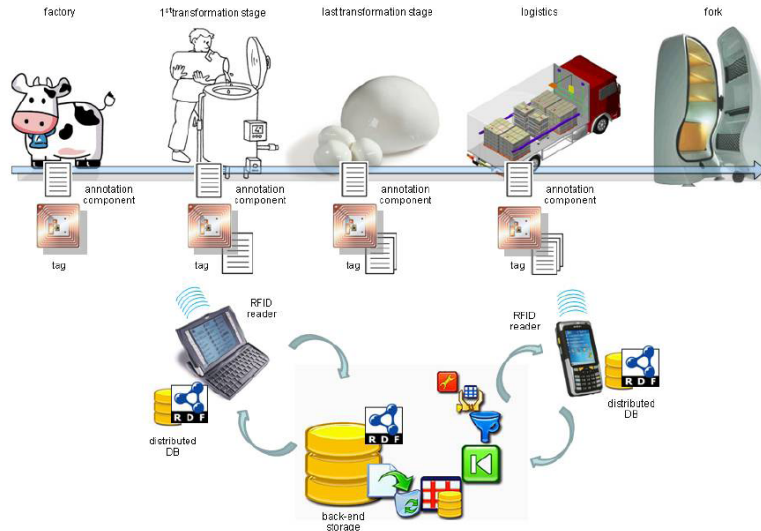 factory
1st transformation stage
last transformation stage
logistics
fork
annotation
component
annotation
component
annotation
component
annotation
component
tag
tag
tag
tag
RFID
reader
RFID
reader
RDF
distributed
DB
RDF
distributed
DB
RDF
back-end
storage